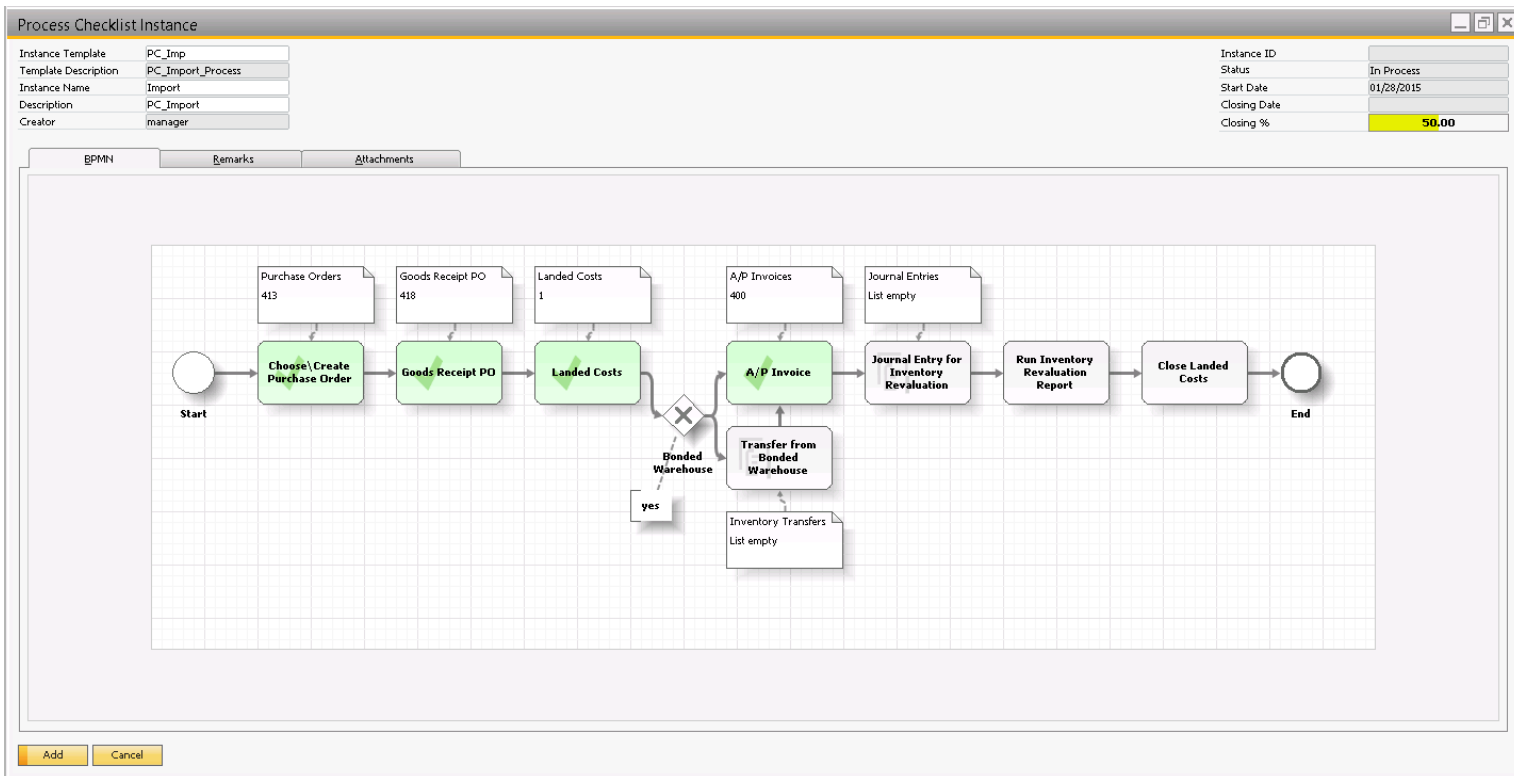 Process Checklist Instance
Instance Template PC_Imp
Template Description PC_Import_Process
Instance Name Import
Description PC_Import
Creator manager
Instance ID
Status In Process
Start Date 01/28/2015
Closing Date
Closing % 50.00
BPMN Remarks Attachments
Purchase Orders
413
Goods Receipt PO
418
Landed Costs
1
A/P Invoices
400
Journal Entries
List empty
Start
Choose\Create
Purchase Order
Goods Receipt PO
Landed Costs
Bonded
Warehouse
yes
A/P Invoice
Transfer from
Bonded
Warehouse
Inventory Transfers
List empty
Journal Entry for
Inventory
Revaluation
Run Inventory
Revaluation
Report
Close Landed
Costs
End
Add Cancel